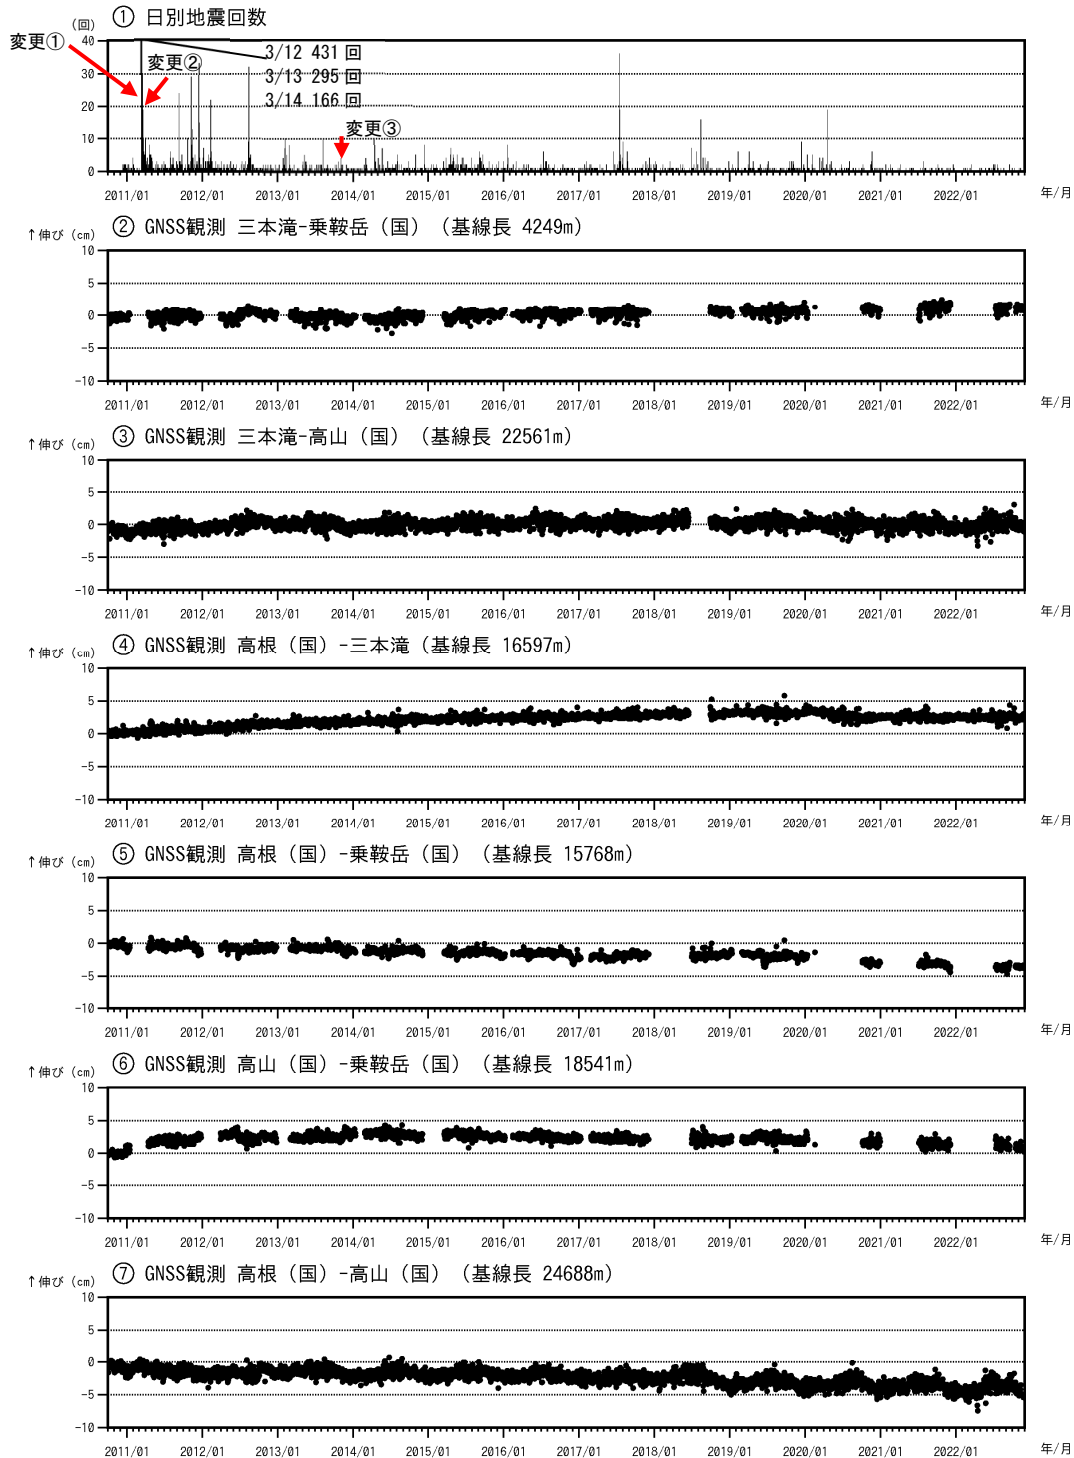 ① 日別地震回数
(回)
変更①
変更②
3/12 431 回
3/13 295 回
3/14 166 回
変更③
40
30
20
10
0
2011/01 2012/01 2013/01 2014/01 2015/01 2016/01 2017/01 2018/01 2019/01 2020/01 2021/01 2022/01 年/月
② GNSS観測 三本滝-乗鞍岳（国）（基線長 4249m）
↑伸び (cm)
10
5
0
-5
-10
2011/01 2012/01 2013/01 2014/01 2015/01 2016/01 2017/01 2018/01 2019/01 2020/01 2021/01 2022/01 年/月
③ GNSS観測 三本滝-高山（国）（基線長 22561m）
↑伸び (cm)
10
5
0
-5
-10
2011/01 2012/01 2013/01 2014/01 2015/01 2016/01 2017/01 2018/01 2019/01 2020/01 2021/01 2022/01 年/月
④ GNSS観測 高根（国）-三本滝（基線長 16597m）
↑伸び (cm)
10
5
0
-5
-10
2011/01 2012/01 2013/01 2014/01 2015/01 2016/01 2017/01 2018/01 2019/01 2020/01 2021/01 2022/01 年/月
⑤ GNSS観測 高根（国）-乗鞍岳（国）（基線長 15768m）
↑伸び (cm)
10
5
0
-5
-10
2011/01 2012/01 2013/01 2014/01 2015/01 2016/01 2017/01 2018/01 2019/01 2020/01 2021/01 2022/01 年/月
⑥ GNSS観測 高山（国）-乗鞍岳（国）（基線長 18541m）
↑伸び (cm)
10
5
0
-5
-10
2011/01 2012/01 2013/01 2014/01 2015/01 2016/01 2017/01 2018/01 2019/01 2020/01 2021/01 2022/01 年/月
⑦ GNSS観測 高根（国）-高山（国）（基線長 24688m）
↑伸び (cm)
10
5
0
-5
-10
2011/01 2012/01 2013/01 2014/01 2015/01 2016/01 2017/01 2018/01 2019/01 2020/01 2021/01 2022/01 年/月